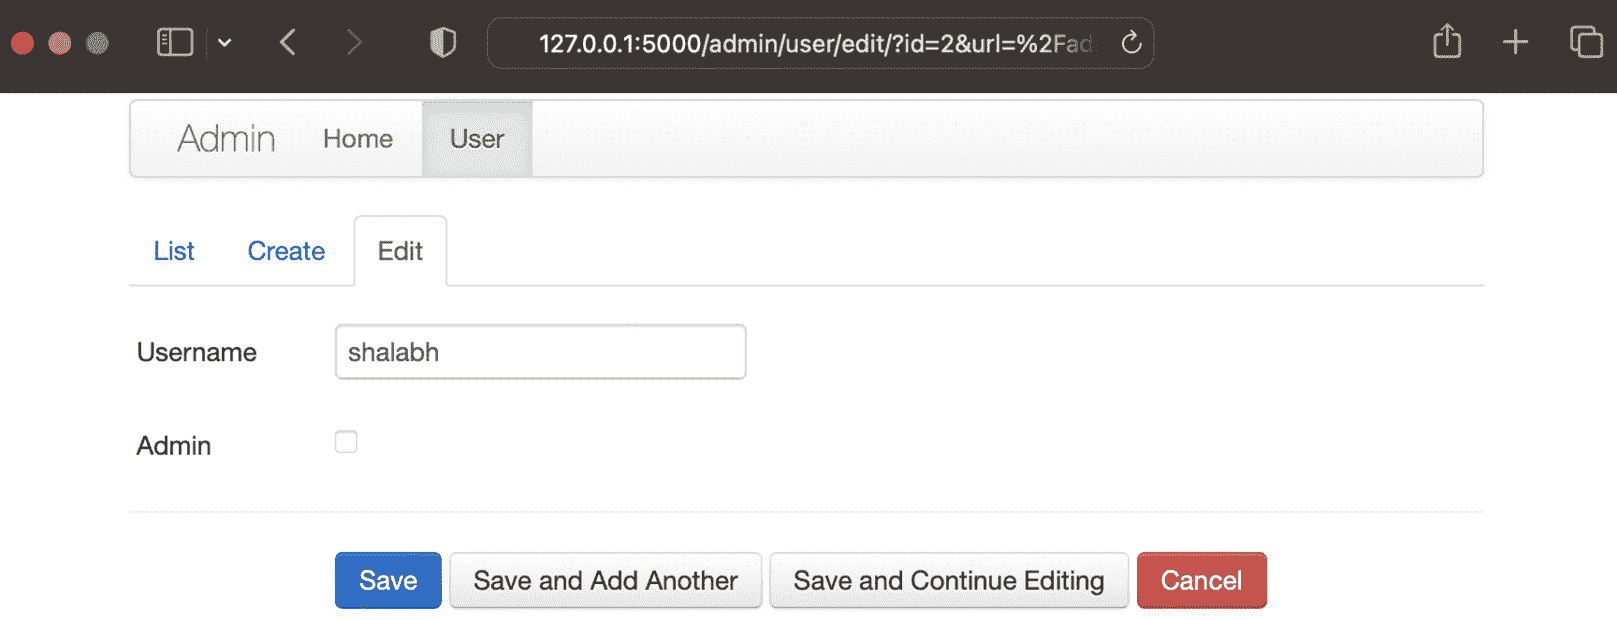 127.0.0.1:5000/admin/user/edit/?id=2&url=%2Fad
Admin Home User
List Create Edit
Username shalabh
Admin
Save Save and Add Another Save and Continue Editing Cancel